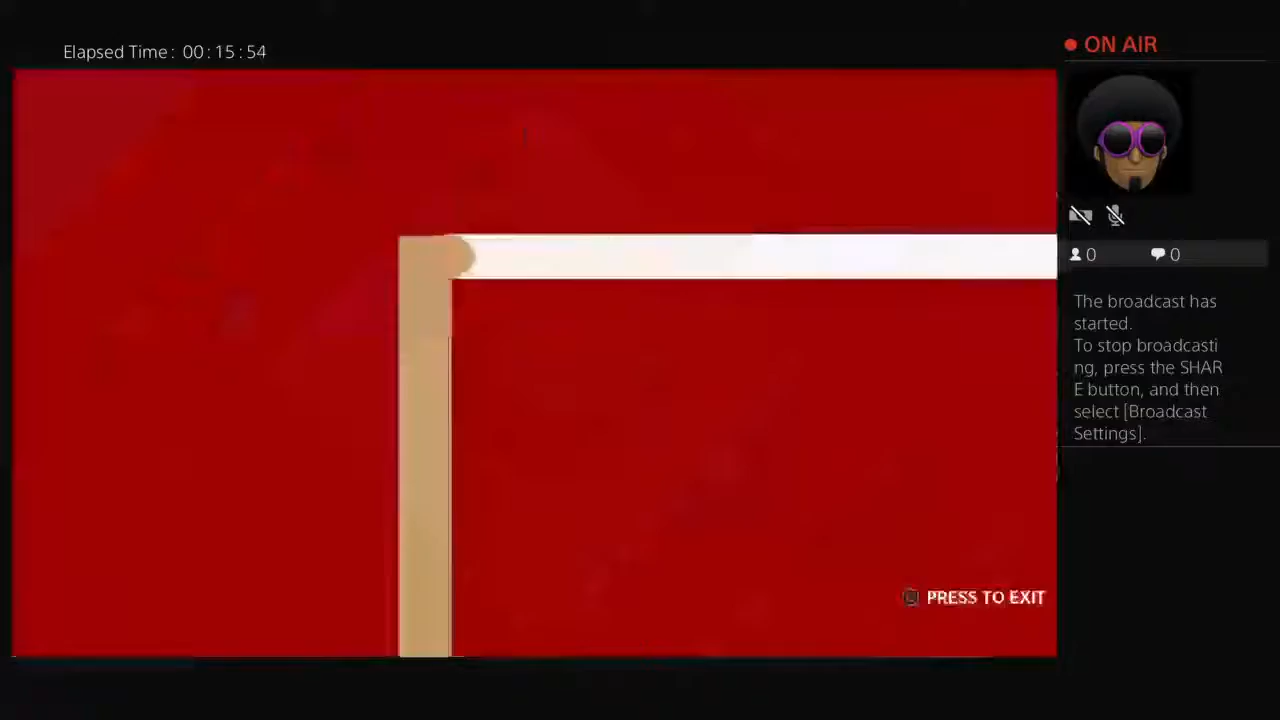 Elapsed Time: 00:15:54
ON AIR
0 0
The broadcast has
started.
To stop broadcasti
ng, press the SHAR
E button, and then
select [Broadcast
Settings].
PRESS TO EXIT